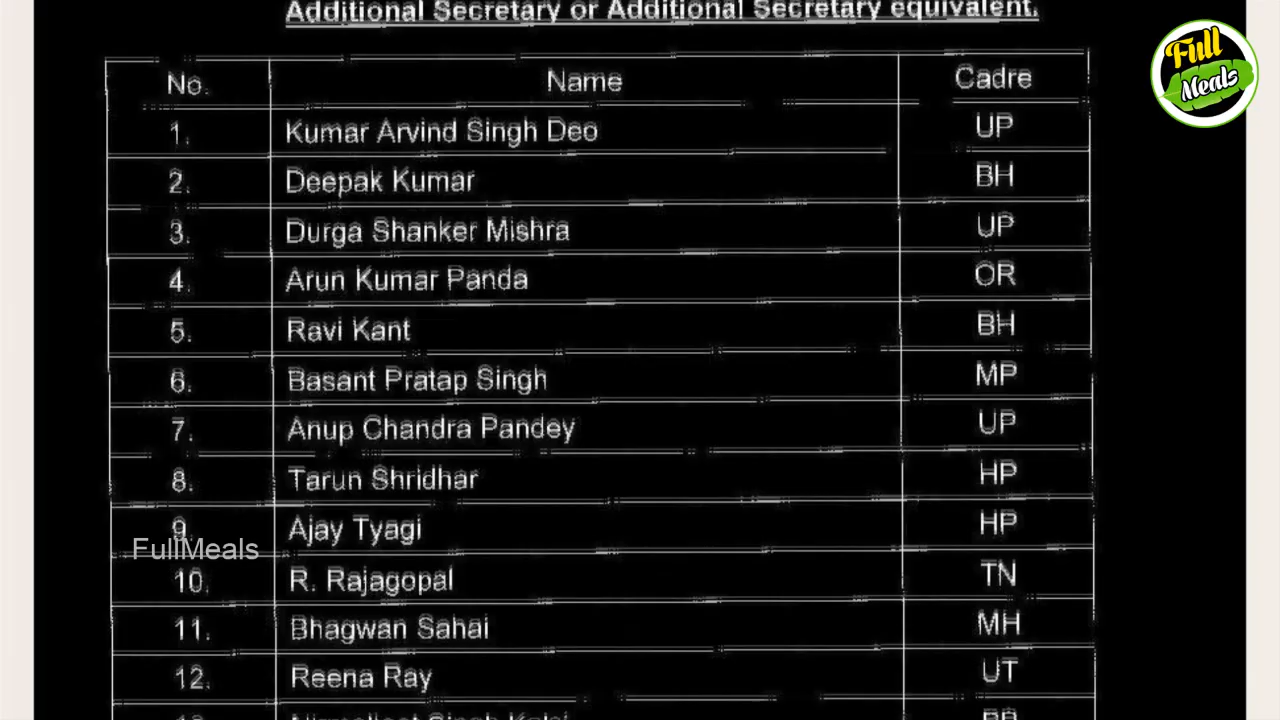 Additional Secretary or Additional Secretary equivalent.
Full
Meals
No. Name Cadre
1. Kumar Arvind Singh Deo UP
2. Deepak Kumar BH
3. Durga Shanker Mishra UP
4. Arun Kumar Panda OR
5. Ravi Kant BH
6. Basant Pratap Singh MP
7. Anup Chandra Pandey UP
8. Tarun Shridhar HP
9. Ajay Tyagi HP
FullMeals
10. R. Rajagopal TN
11. Bhagwan Sahai MH
12. Reena Ray UT